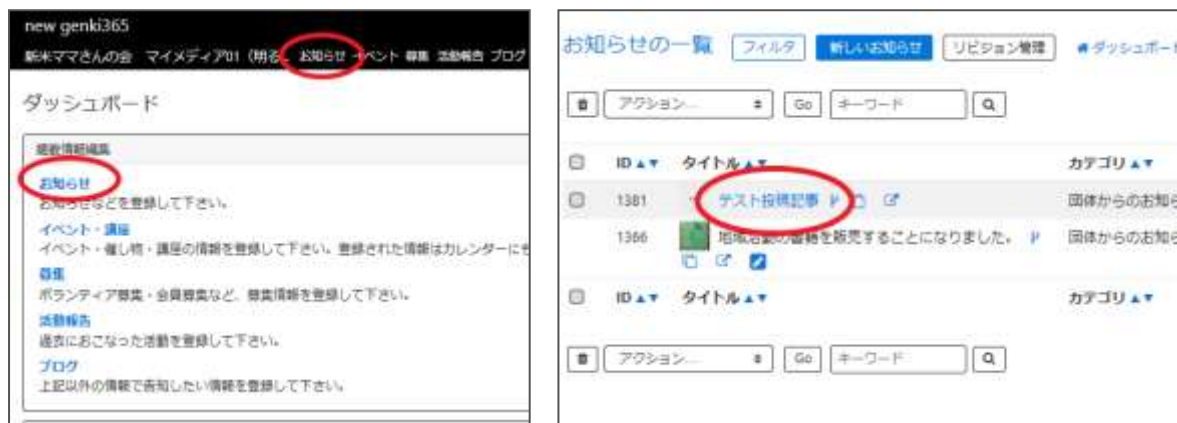 new genki365
新米ママさんの会 マイメディア01（明る お知らせ イベント 募集 活動報告 ブログ
ダッシュボード
掲載情報編集
お知らせ
お知らせなどを登録して下さい。
イベント・講座
イベント・催し物・講座の情報を登録して下さい。登録された情報はカレンダーにも
募集
ボランティア募集・会員募集など、募集情報を登録して下さい。
活動報告
過去におこなった活動を登録して下さい。
ブログ
上記以外の情報で告知したい情報を登録して下さい。
お知らせの一覧 フィルタ 新しいお知らせ リビジョン管理 ダッシュボード
アクション... Go キーワード
ID▲▼ タイトル▲▼ カテゴリ▲▼
1381 テスト投稿記事 団体からのお知ら
1366 地域活動の書籍を販売することになりました。 団体からのお知ら
ID▲▼ タイトル▲▼ カテゴリ▲▼
アクション... Go キーワード